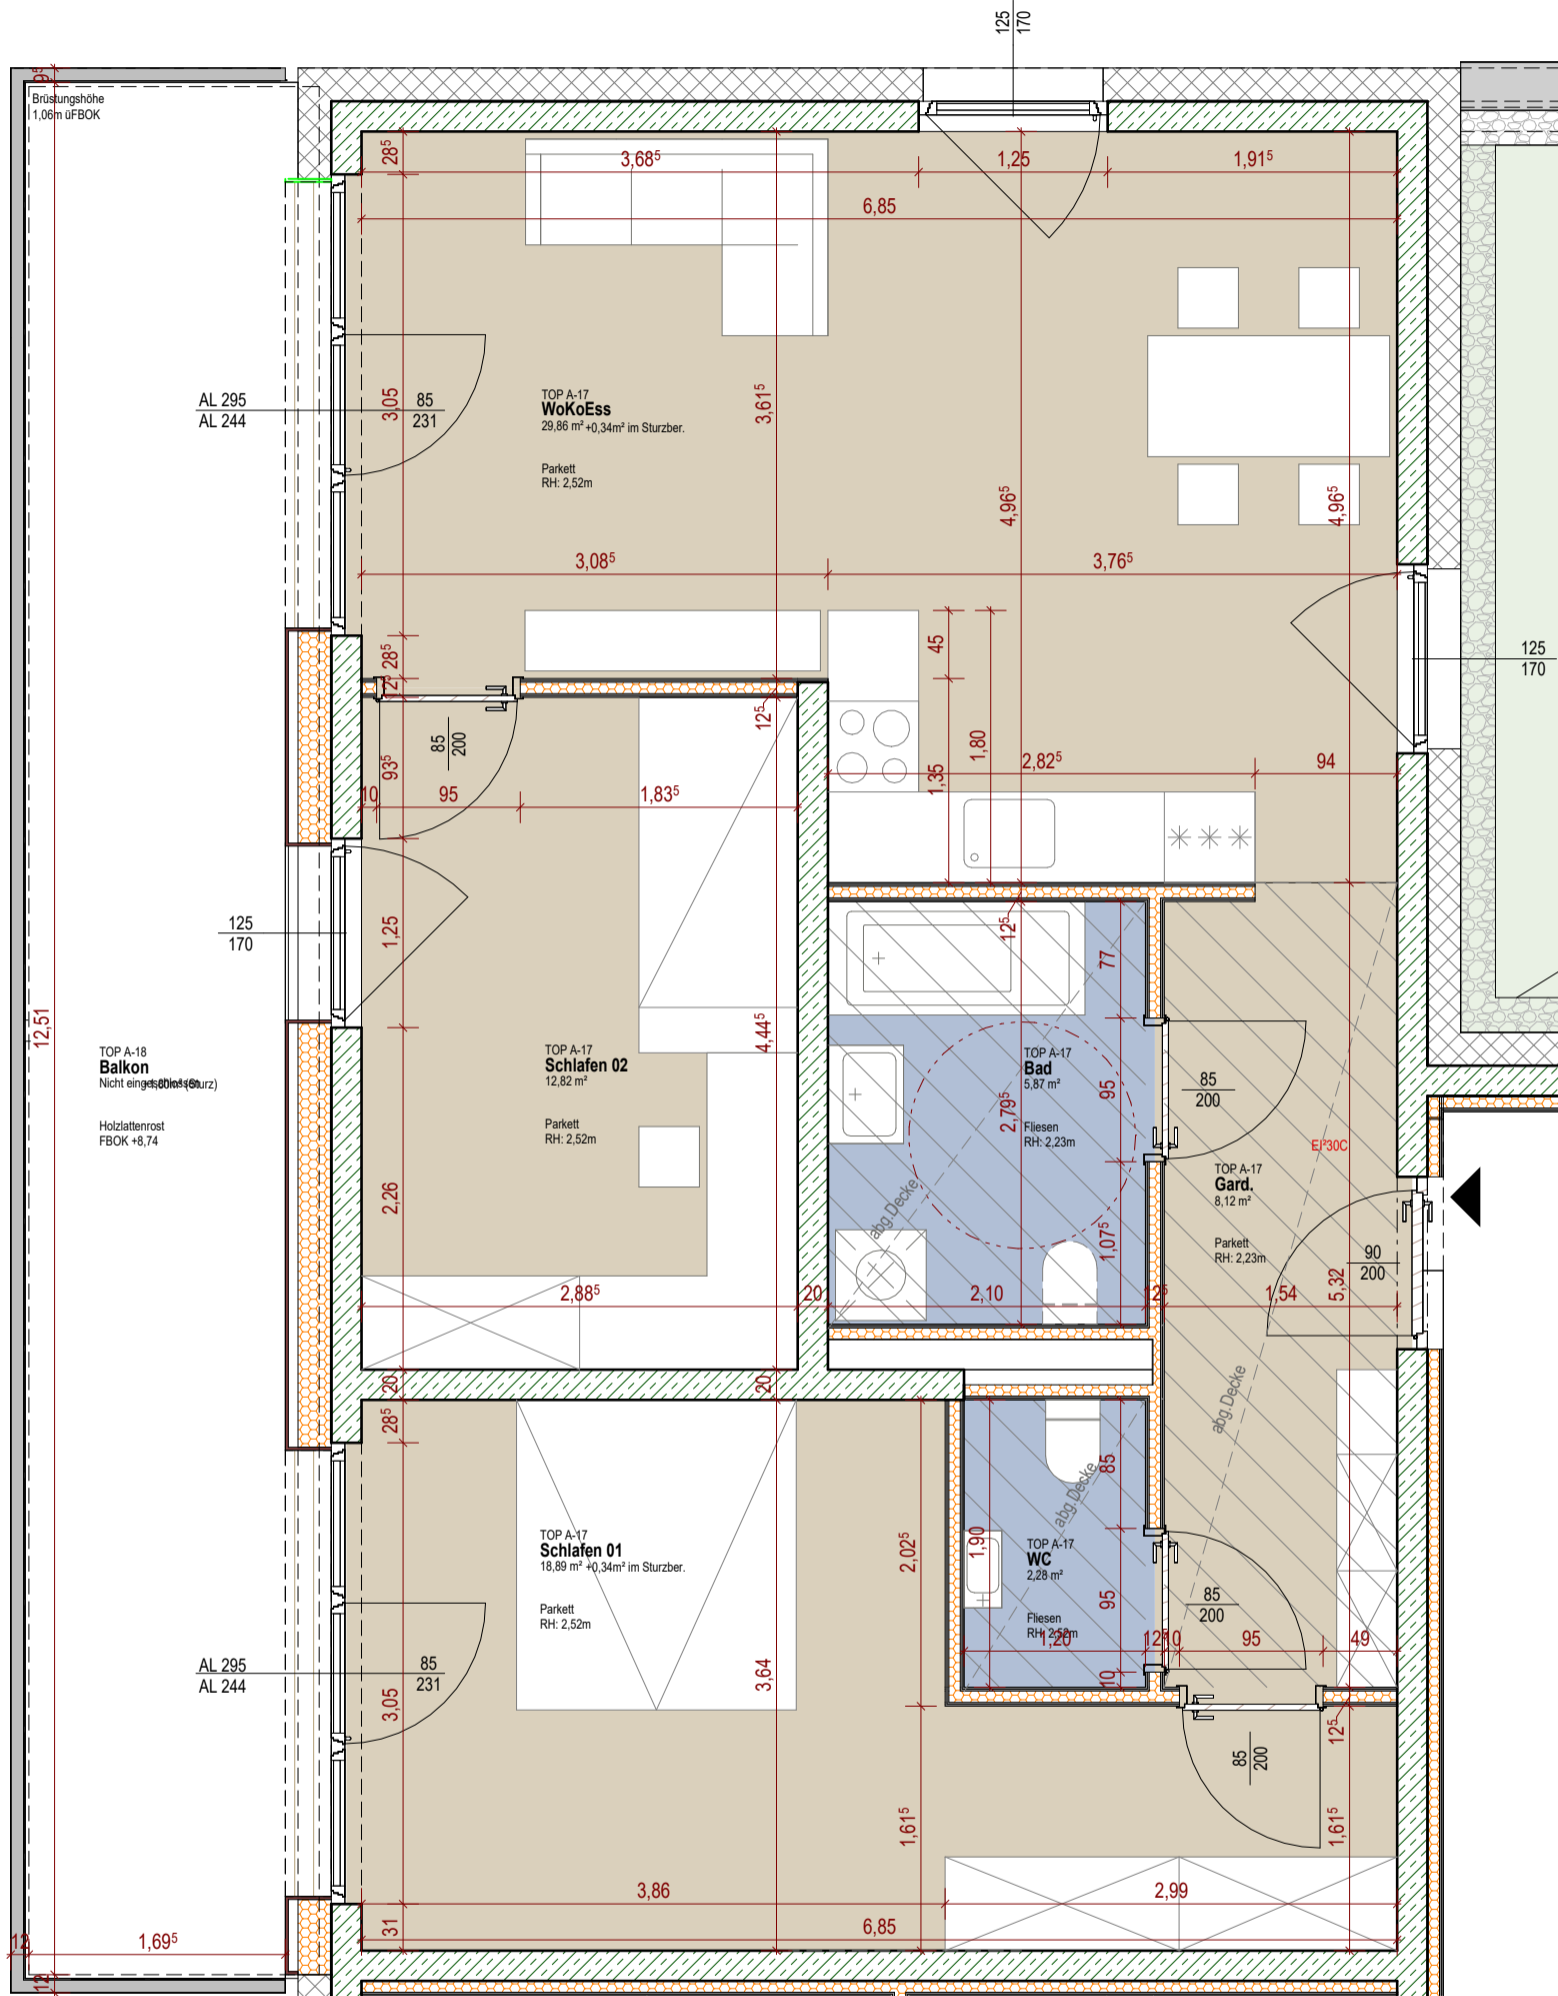 125
170
9⁵
Brüstungshöhe
1,06m üFBOK
28⁵
3,68⁵
1,25
1,91⁵
6,85
AL 295
AL 244
3,05
85
231
TOP A-17
WoKoEss
29,86 m² +0,34m² im Sturzber.
Parkett
RH: 2,52m
3,61⁵
4,96⁵
4,96⁵
3,08⁵
3,76⁵
28⁵
12⁵
45
125
170
12⁵
85
200
93⁵
1,80
1,35
2,82⁵
94
10
95
1,83⁵
125
170
1,25
12⁵
77
12,51
4,44⁵
TOP A-18
Balkon
Holzlattenrost
FBOK +8,74
TOP A-17
Schlafen 02
12,82 m²
Parkett
RH: 2,52m
TOP A-17
Bad
5,87 m²
Fliesen
RH: 2,23m
2,79⁵
95
85
200
EI²30C
TOP A-17
Gard.
8,12 m²
Parkett
RH: 2,23m
2,26
abg.Decke
1,07⁵
90
200
5,32
2,88⁵
20
2,10
12⁵
1,54
20
20
28⁵
abg.Decke
85
abg.Decke
TOP A-17
Schlafen 01
18,89 m² +0,34m² im Sturzber.
Parkett
RH: 2,52m
2,02⁵
1,90
TOP A-17
WC
2,28 m²
Fliesen
RH: 2,52m
95
85
200
1,20
12⁵
10
95
49
10
AL 295
AL 244
85
231
3,05
3,64
12⁵
85
200
1,61⁵
1,61⁵
3,86
2,99
31
6,85
12
1,69⁵
12